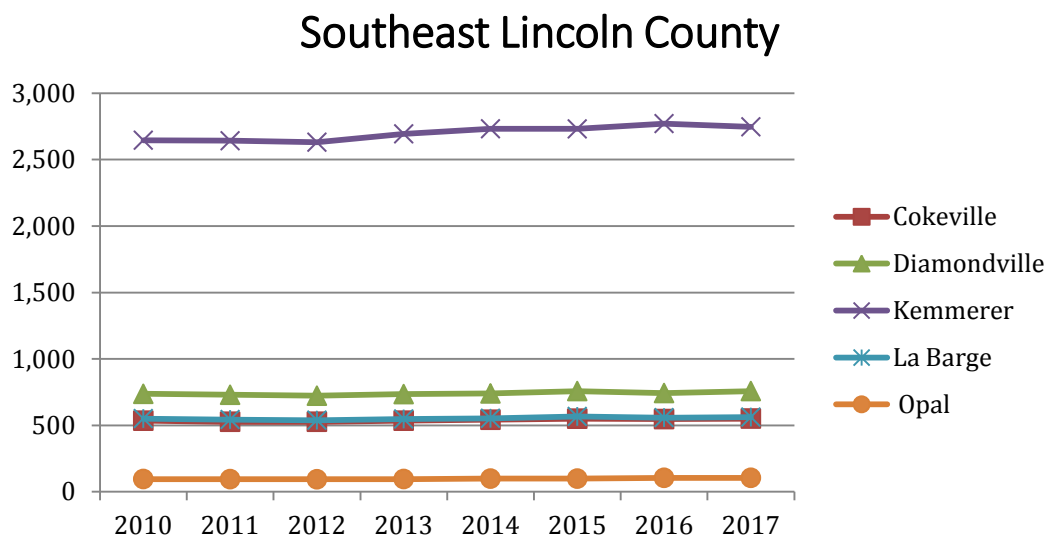 Southeast Lincoln County
3,000
2,500
2,000
1,500
1,000
500
0
2010 2011 2012 2013 2014 2015 2016 2017
Cokeville
Diamondville
Kemmerer
La Barge
Opal